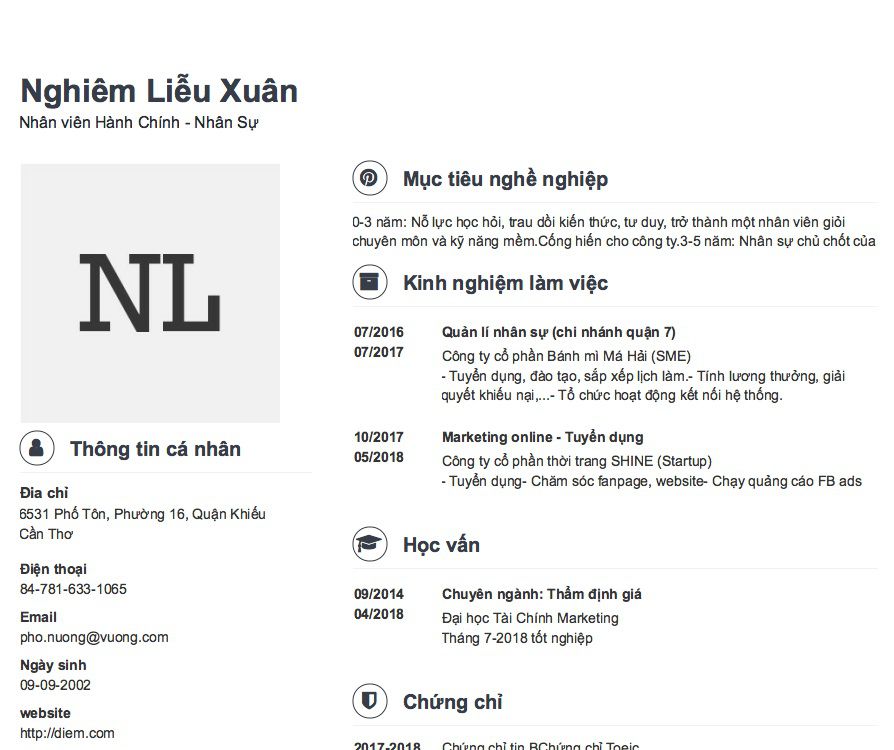 Nghiêm Liễu Xuân
Nhân viên Hành Chính - Nhân Sự
NL
Thông tin cá nhân
Đia chỉ
6531 Phố Tôn, Phường 16, Quận Khiếu
Cần Thơ
Điện thoại
84-781-633-1065
Email
pho.nuong@vuong.com
Ngày sinh
09-09-2002
website
http://diem.com
Mục tiêu nghề nghiệp
0-3 năm: Nỗ lực học hỏi, trau dồi kiến thức, tư duy, trở thành một nhân viên giỏi
chuyên môn và kỹ năng mềm.Cống hiến cho công ty.3-5 năm: Nhân sự chủ chốt của
Kinh nghiệm làm việc
07/2016 Quản lí nhân sự (chi nhánh quận 7)
07/2017 Công ty cổ phần Bánh mì Má Hải (SME)
- Tuyển dụng, đào tạo, sắp xếp lịch làm.- Tính lương thưởng, giải
quyết khiếu nại,...- Tổ chức hoạt động kết nối hệ thống.
10/2017 Marketing online - Tuyển dụng
05/2018 Công ty cổ phần thời trang SHINE (Startup)
- Tuyển dụng- Chăm sóc fanpage, website- Chạy quảng cáo FB ads
Học vấn
09/2014 Chuyên ngành: Thẩm định giá
04/2018 Đại học Tài Chính Marketing
Tháng 7-2018 tốt nghiệp
Chứng chỉ
2017-2018 Chứng chỉ tin BChứng chỉ Toeic